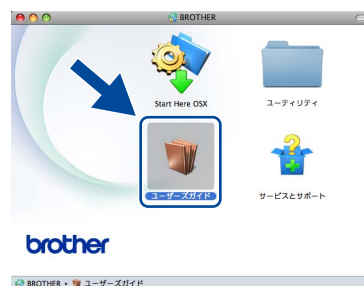 BROTHER
Start Here OSX
ユーティリティ
ユーザーズガイド
サービスとサポート
brother
BROTHER ▸ ユーザーズガイド